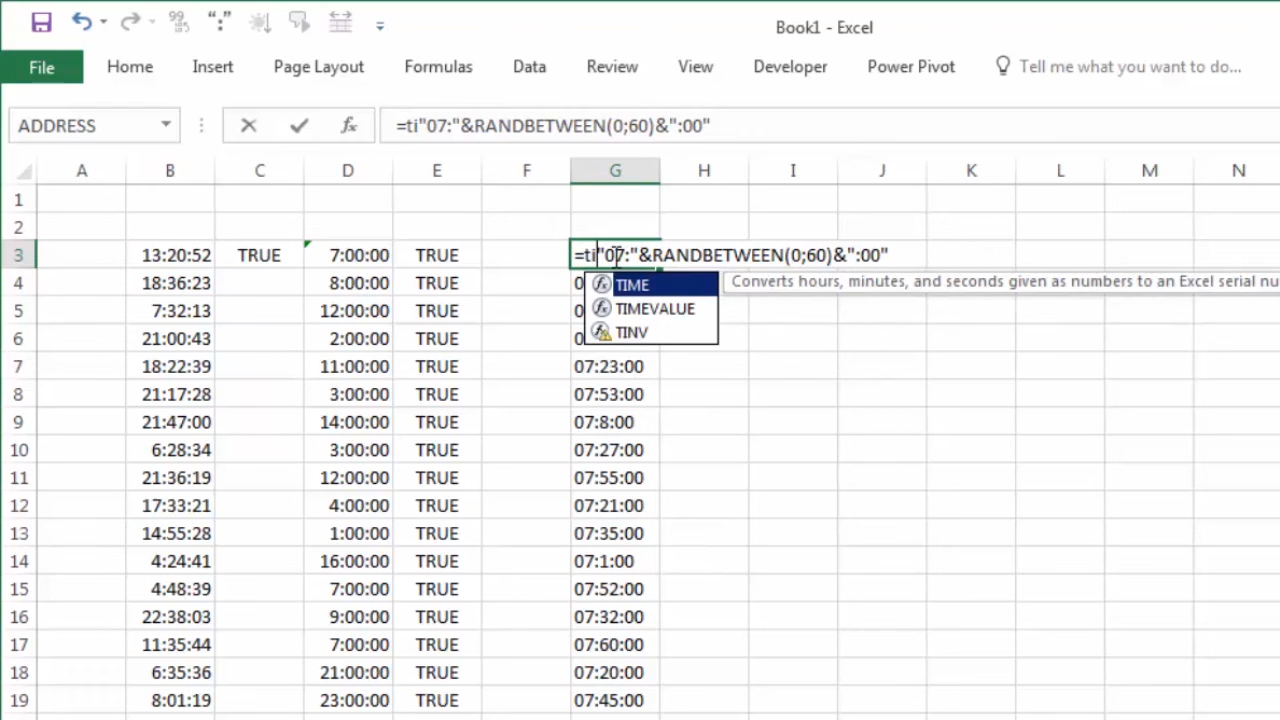 99
Book1 - Excel
File Home Insert Page Layout Formulas Data Review View Developer Power Pivot Tell me what you want to do...
ADDRESS =ti"07:"&RANDBETWEEN(0;60)&":00"
A B C D E F G H I J K L M N
1
2
3 13:20:52 TRUE 7:00:00 TRUE =ti"07:"&RANDBETWEEN(0;60)&":00"
4 18:36:23 8:00:00 TRUE 0 TIME Converts hours, minutes, and seconds given as numbers to an Excel serial nu
5 7:32:13 12:00:00 TRUE 0 TIMEVALUE
6 21:00:43 2:00:00 TRUE 0 TINV
7 18:22:39 11:00:00 TRUE 07:23:00
8 21:17:28 3:00:00 TRUE 07:53:00
9 21:47:00 14:00:00 TRUE 07:8:00
10 6:28:34 3:00:00 TRUE 07:27:00
11 21:36:19 12:00:00 TRUE 07:55:00
12 17:33:21 4:00:00 TRUE 07:21:00
13 14:55:28 1:00:00 TRUE 07:35:00
14 4:24:41 16:00:00 TRUE 07:1:00
15 4:48:39 7:00:00 TRUE 07:52:00
16 22:38:03 9:00:00 TRUE 07:32:00
17 11:35:44 7:00:00 TRUE 07:60:00
18 6:35:36 21:00:00 TRUE 07:20:00
19 8:01:19 23:00:00 TRUE 07:45:00